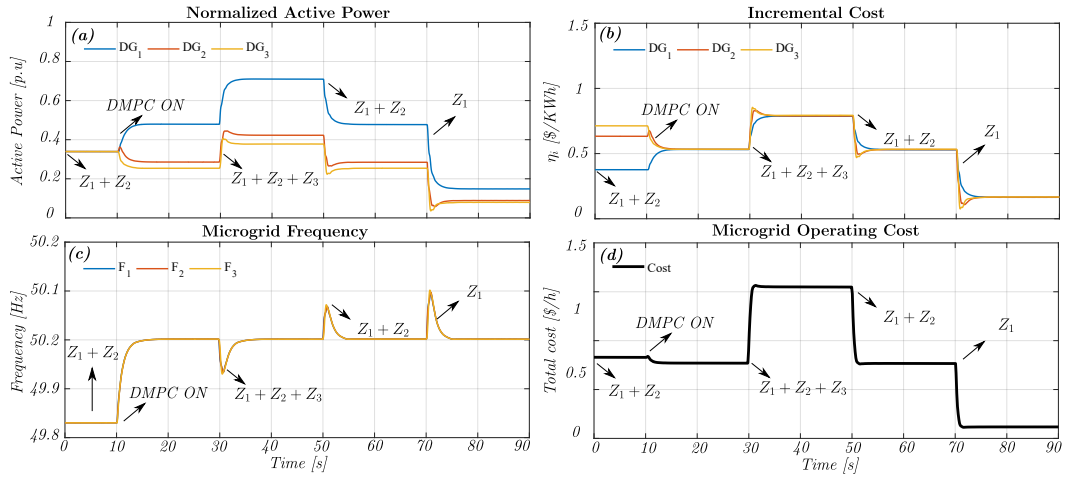 Normalized Active Power
(a)
DG1 DG2 DG3
Active Power [p.u]
1
0.8
0.6
0.4
0.2
0
DMPC ON
Z1 + Z2
Z1 + Z2 + Z3
Z1 + Z2
Z1
Incremental Cost
(b)
DG1 DG2 DG3
ηi [$/KWh]
1.5
1
0.5
0
DMPC ON
Z1 + Z2
Z1 + Z2 + Z3
Z1 + Z2
Z1
Microgrid Frequency
(c)
F1 F2 F3
Frequency [Hz]
50.2
50.1
50.2
49.9
49.8
Z1 + Z2
DMPC ON
Z1 + Z2 + Z3
Z1 + Z2
Z1
0 10 20 30 40 50 60 70 80 90
Time [s]
Microgrid Operating Cost
(d)
Cost
Total cost [$/h]
1.5
1
0.5
0
DMPC ON
Z1 + Z2
Z1 + Z2 + Z3
Z1 + Z2
Z1
0 10 20 30 40 50 60 70 80 90
Time [s]